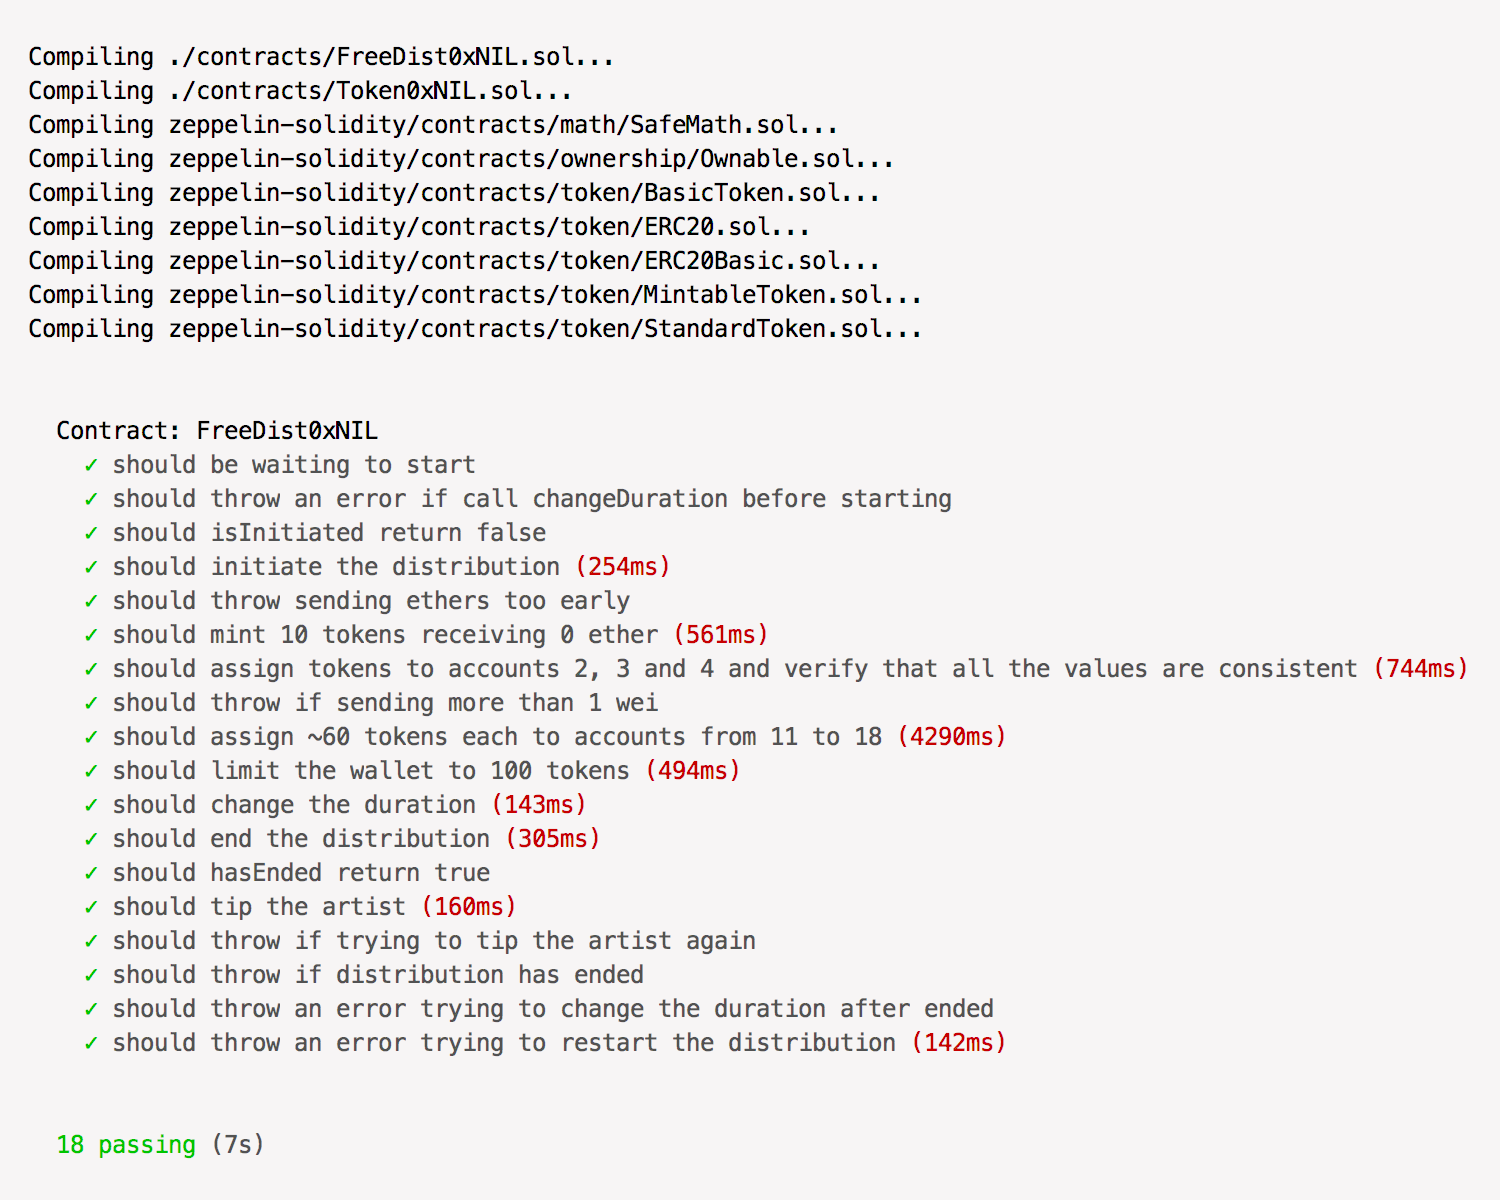 Compiling ./contracts/FreeDist0xNIL.sol...
Compiling ./contracts/Token0xNIL.sol...
Compiling zeppelin-solidity/contracts/math/SafeMath.sol...
Compiling zeppelin-solidity/contracts/ownership/Ownable.sol...
Compiling zeppelin-solidity/contracts/token/BasicToken.sol...
Compiling zeppelin-solidity/contracts/token/ERC20.sol...
Compiling zeppelin-solidity/contracts/token/ERC20Basic.sol...
Compiling zeppelin-solidity/contracts/token/MintableToken.sol...
Compiling zeppelin-solidity/contracts/token/StandardToken.sol...
Contract: FreeDist0xNIL
✓ should be waiting to start
✓ should throw an error if call changeDuration before starting
✓ should isInitiated return false
✓ should initiate the distribution (254ms)
✓ should throw sending ethers too early
✓ should mint 10 tokens receiving 0 ether (561ms)
✓ should assign tokens to accounts 2, 3 and 4 and verify that all the values are consistent (744ms)
✓ should throw if sending more than 1 wei
✓ should assign ~60 tokens each to accounts from 11 to 18 (4290ms)
✓ should limit the wallet to 100 tokens (494ms)
✓ should change the duration (143ms)
✓ should end the distribution (305ms)
✓ should hasEnded return true
✓ should tip the artist (160ms)
✓ should throw if trying to tip the artist again
✓ should throw if distribution has ended
✓ should throw an error trying to change the duration after ended
✓ should throw an error trying to restart the distribution (142ms)
18 passing (7s)